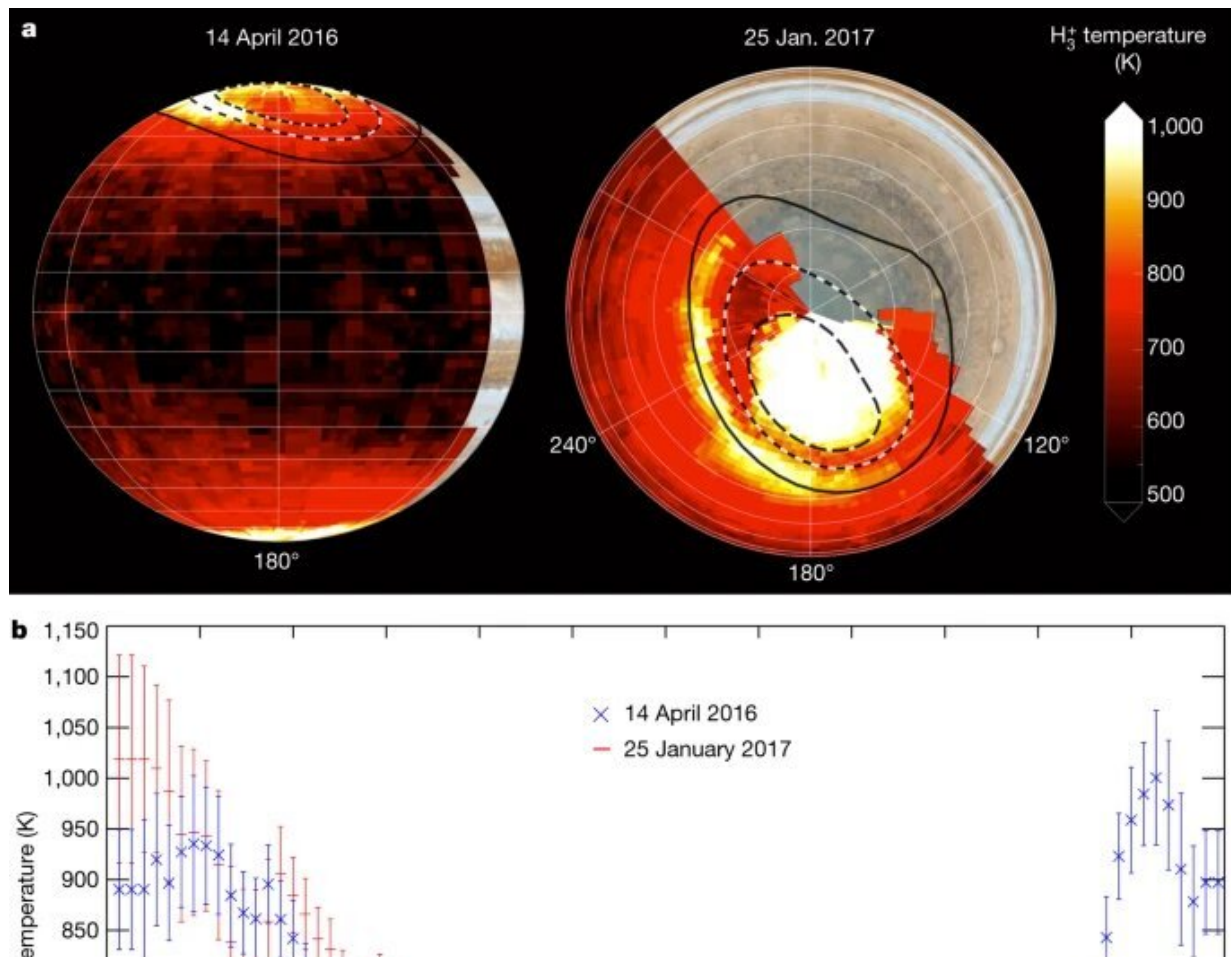 a
14 April 2016
25 Jan. 2017
H₃⁺ temperature
(K)
1,000
900
800
700
600
500
240°
120°
180°
180°
b
1,150
1,100
1,050
1,000
950
900
850
14 April 2016
25 January 2017
emperature (K)